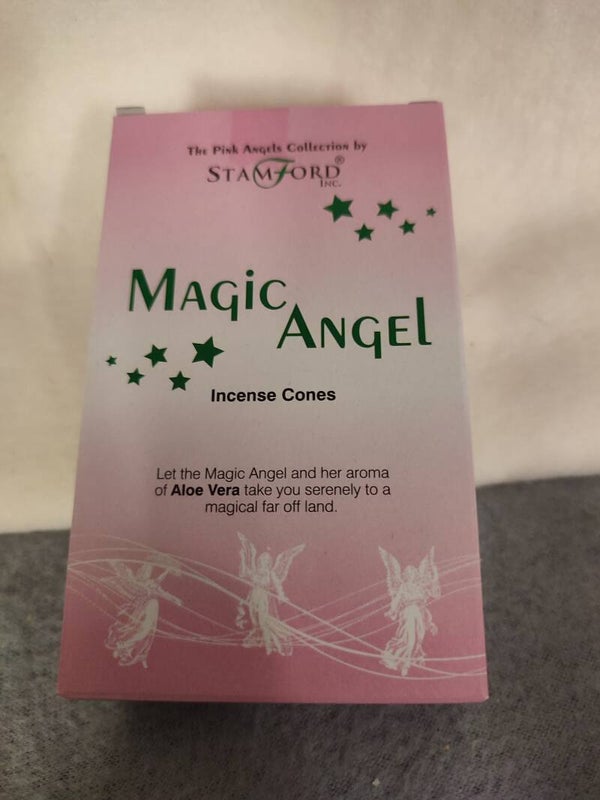 The Pink Angels Collection by
STAMFORD®
INC.
MAGIC
ANGEL
Incense Cones
Let the Magic Angel and her aroma
of Aloe Vera take you serenely to a
magical far off land.